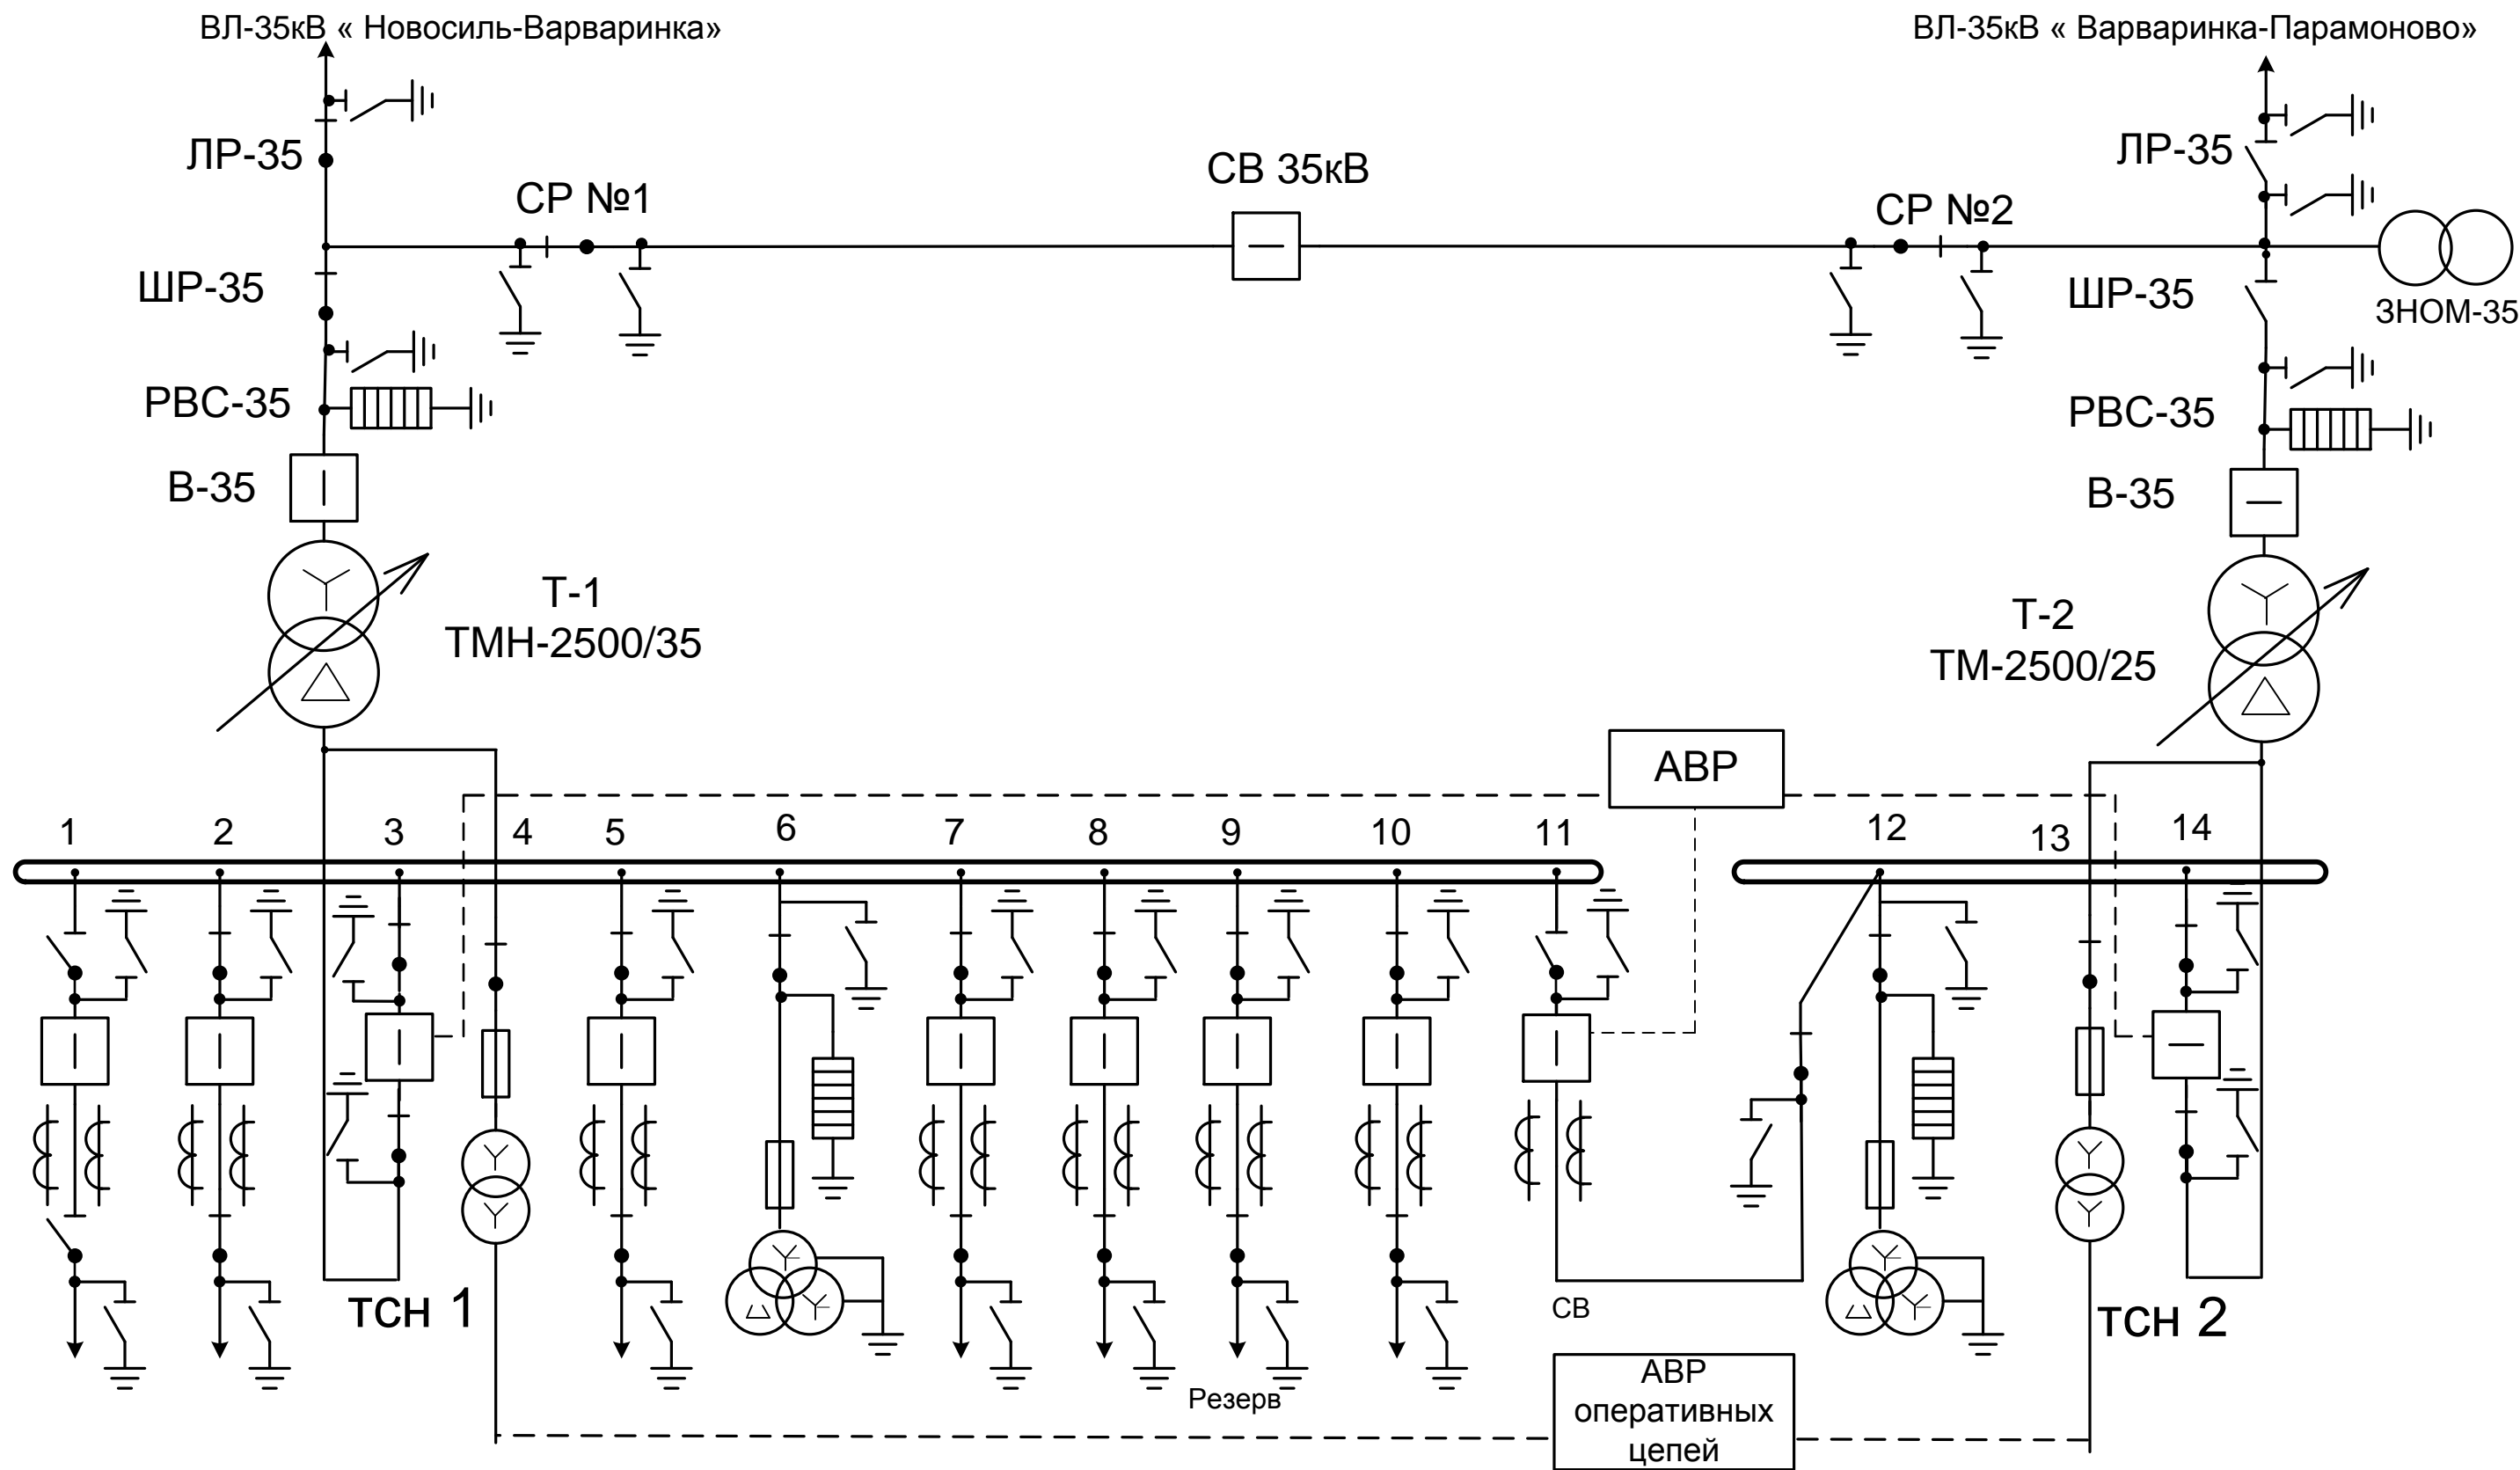 ВЛ-35кВ « Новосиль-Варваринка»
ВЛ-35кВ « Варваринка-Парамоново»
ЛР-35
СР №1
СВ 35кВ
СР №2
ЛР-35
ШР-35
ШР-35
ЗНОМ-35
РВС-35
РВС-35
В-35
В-35
Т-1
ТМН-2500/35
Т-2
ТМ-2500/25
АВР
1 2 3 4 5 6 7 8 9 10 11 12 13 14
тсн 1
СВ
тсн 2
Резерв
АВР
оперативных
цепей